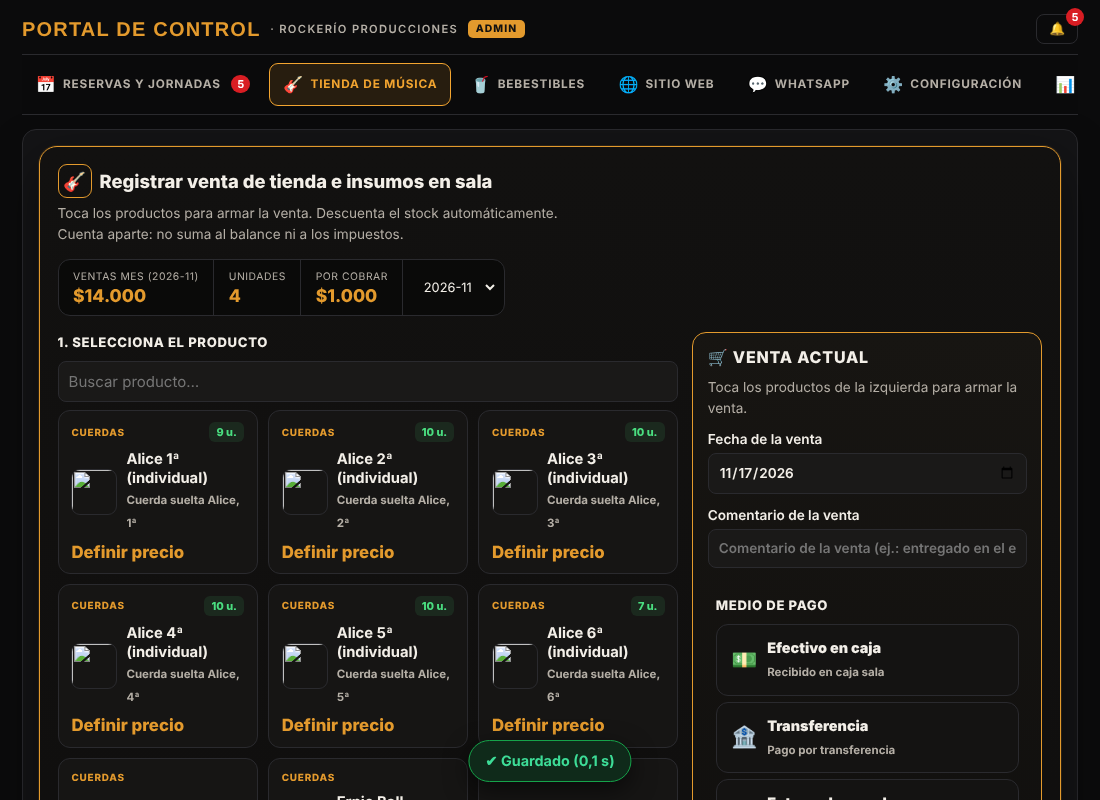 PORTAL DE CONTROL · ROCKERÍO PRODUCCIONES ADMIN
5
RESERVAS Y JORNADAS 5
TIENDA DE MÚSICA
BEBESTIBLES
SITIO WEB
WHATSAPP
CONFIGURACIÓN
Registrar venta de tienda e insumos en sala
Toca los productos para armar la venta. Descuenta el stock automáticamente.
Cuenta aparte: no suma al balance ni a los impuestos.
VENTAS MES (2026-11)
$14.000
UNIDADES
4
POR COBRAR
$1.000
2026-11
1. SELECCIONA EL PRODUCTO
Buscar producto...
CUERDAS 9 u.
Alice 1ª
(individual)
Cuerda suelta Alice,
1ª
Definir precio
CUERDAS 10 u.
Alice 2ª
(individual)
Cuerda suelta Alice,
2ª
Definir precio
CUERDAS 10 u.
Alice 3ª
(individual)
Cuerda suelta Alice,
3ª
Definir precio
CUERDAS 10 u.
Alice 4ª
(individual)
Cuerda suelta Alice,
4ª
Definir precio
CUERDAS 10 u.
Alice 5ª
(individual)
Cuerda suelta Alice,
5ª
Definir precio
CUERDAS 7 u.
Alice 6ª
(individual)
Cuerda suelta Alice,
6ª
Definir precio
CUERDAS
CUERDAS
Ernie Ball
✔ Guardado (0,1 s)
VENTA ACTUAL
Toca los productos de la izquierda para armar la
venta.
Fecha de la venta
11/17/2026
Comentario de la venta
Comentario de la venta (ej.: entregado en el e
MEDIO DE PAGO
Efectivo en caja
Recibido en caja sala
Transferencia
Pago por transferencia